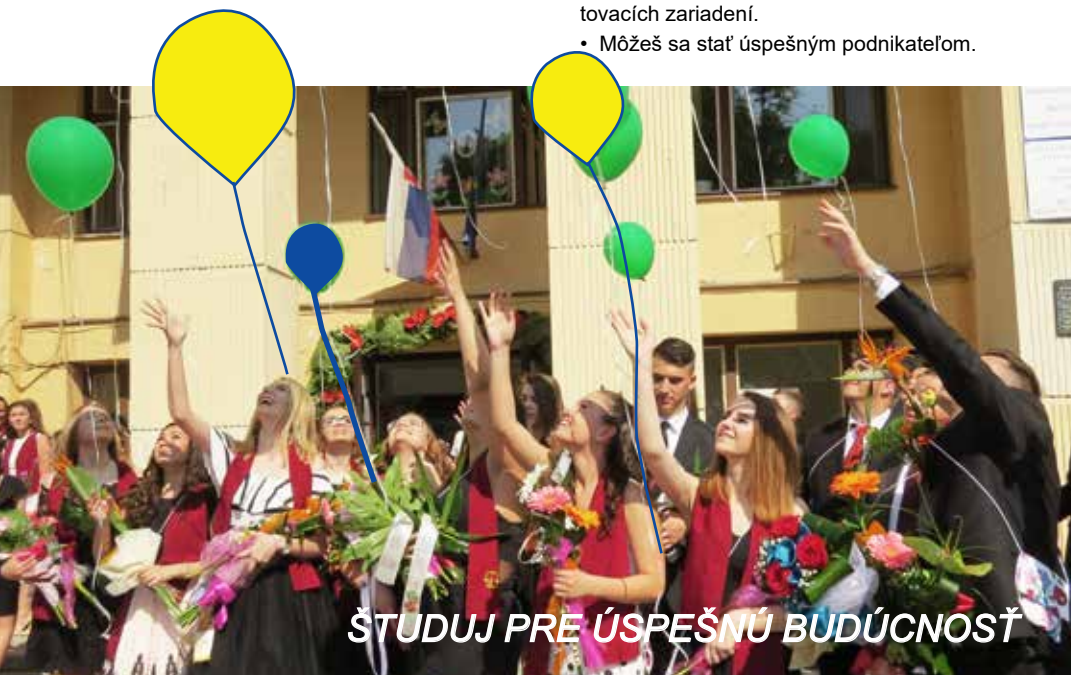 tovacích zariadení.
• Môžeš sa stať úspešným podnikateľom.
ŠTUDUJ PRE ÚSPEŠNÚ BUDÚCNOSŤ